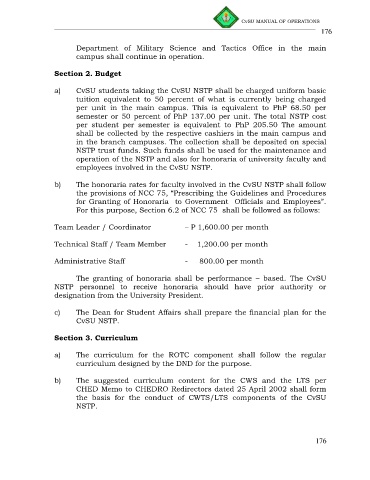 CvSU MANUAL OF OPERATIONS
176
Department of Military Science and Tactics Office in the main
campus shall continue in operation.
Section 2. Budget
a) CvSU students taking the CvSU NSTP shall be charged uniform basic
tuition equivalent to 50 percent of what is currently being charged
per unit in the main campus. This is equivalent to PhP 68.50 per
semester or 50 percent of PhP 137.00 per unit. The total NSTP cost
per student per semester is equivalent to PhP 205.50 The amount
shall be collected by the respective cashiers in the main campus and
in the branch campuses. The collection shall be deposited on special
NSTP trust funds. Such funds shall be used for the maintenance and
operation of the NSTP and also for honoraria of university faculty and
employees involved in the CvSU NSTP.
b) The honoraria rates for faculty involved in the CvSU NSTP shall follow
the provisions of NCC 75, “Prescribing the Guidelines and Procedures
for Granting of Honoraria to Government Officials and Employees”.
For this purpose, Section 6.2 of NCC 75 shall be followed as follows:
Team Leader / Coordinator - P 1,600.00 per month
Technical Staff / Team Member - 1,200.00 per month
Administrative Staff - 800.00 per month
The granting of honoraria shall be performance – based. The CvSU
NSTP personnel to receive honoraria should have prior authority or
designation from the University President.
c) The Dean for Student Affairs shall prepare the financial plan for the
CvSU NSTP.
Section 3. Curriculum
a) The curriculum for the ROTC component shall follow the regular
curriculum designed by the DND for the purpose.
b) The suggested curriculum content for the CWS and the LTS per
CHED Memo to CHEDRO Redirectors dated 25 April 2002 shall form
the basis for the conduct of CWTS/LTS components of the CvSU
NSTP.
176